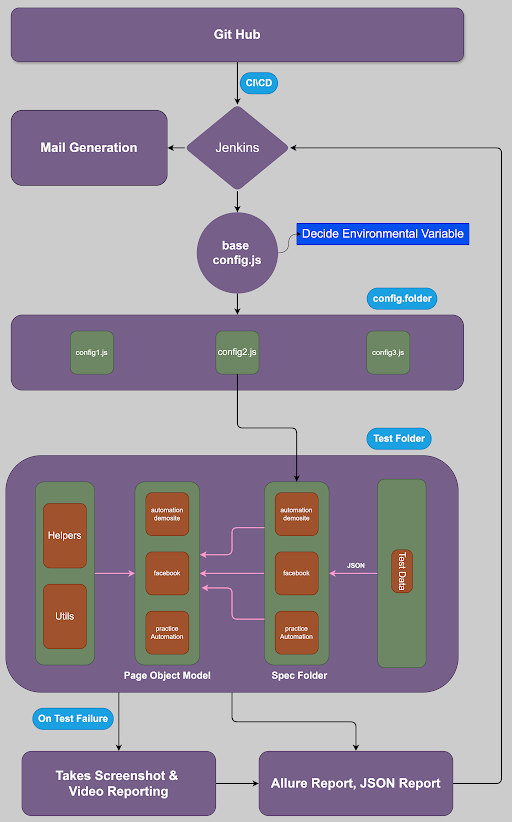 Git Hub
CI\CD
Mail Generation
Jenkins
base
config.js
Decide Environmental Variable
config.folder
config1.js
config2.js
config3.js
Test Folder
Helpers
Utils
automation
demosite
facebook
practice
Automation
Page Object Model
automation
demosite
facebook
practice
Automation
Spec Folder
JSON
Test Data
On Test Failure
Takes Screenshot &
Video Reporting
Allure Report, JSON Report